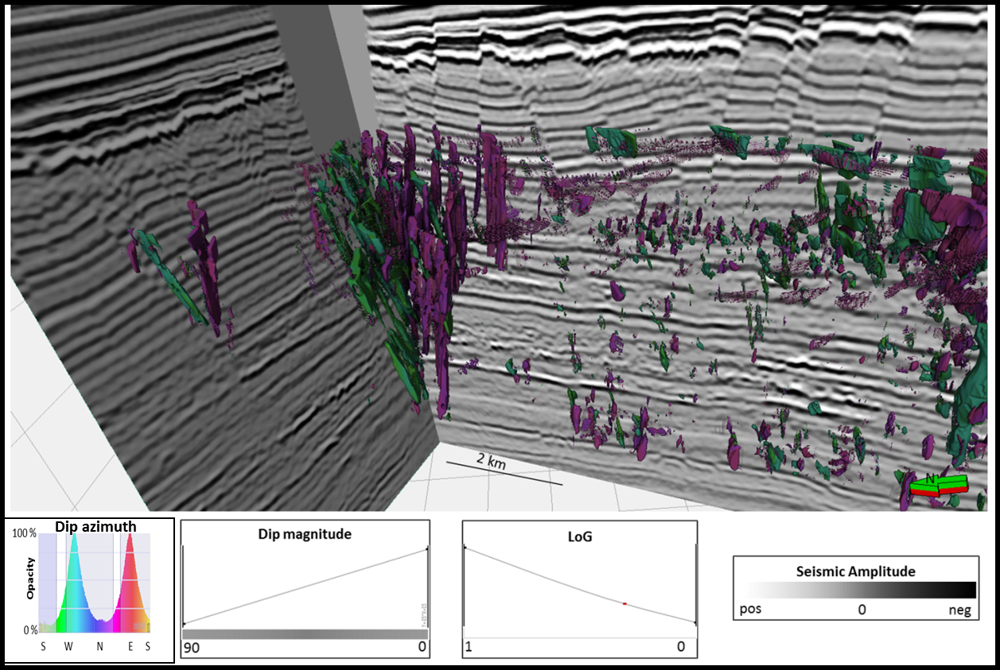 2 km
N
Dip azimuth
100 %
Opacity
0 %
S W N E S
Dip magnitude
90 0
LoG
1 0
Seismic Amplitude
pos 0 neg